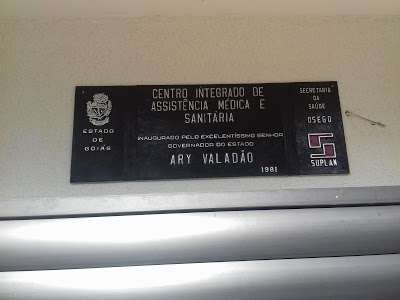 ESTADO
DE
GOIÁS
CENTRO INTEGRADO DE
ASSISTÊNCIA MÉDICA E
SANITÁRIA
INAUGURADO PELO EXCELENTÍSSIMO SENHOR
GOVERNADOR DO ESTADO
ARY VALADÃO
1981
SECRETARIA
DA
SAÚDE
OSEGO
SUPLAN